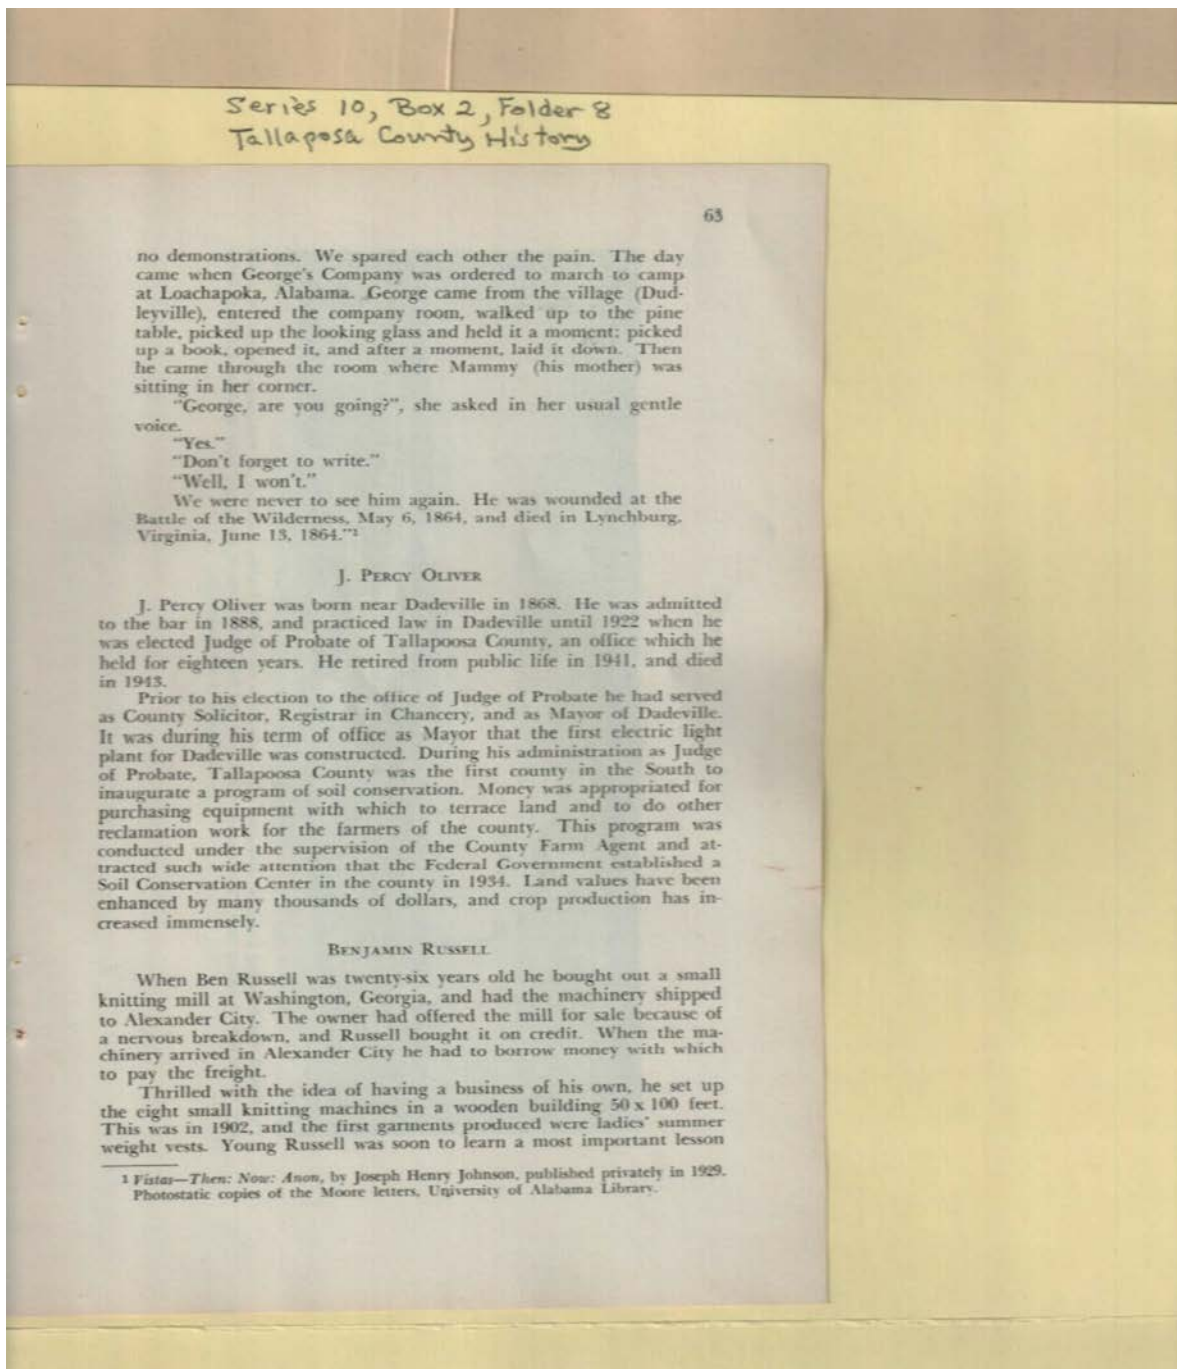 Series 10, Box 2, Folder 8
Tallaposa County History
63
no demonstrations. We spared each other the pain. The day
came when George's Company was ordered to march to camp
at Loachapoka, Alabama. George came from the village (Dud-
leyville), entered the company room, walked up to the pine
table, picked up the looking glass and held it a moment; picked
up a book, opened it, and after a moment, laid it down. Then
he came through the room where Mammy (his mother) was
sitting in her corner.
"George, are you going?", she asked in her usual gentle
voice.
"Yes."
"Don't forget to write."
"Well, I won't."
We were never to see him again. He was wounded at the
Battle of the Wilderness, May 6, 1864, and died in Lynchburg,
Virginia, June 13, 1864."1
J. Percy Oliver
J. Percy Oliver was born near Dadeville in 1868. He was admitted
to the bar in 1888, and practiced law in Dadeville until 1922 when he
was elected Judge of Probate of Tallapoosa County, an office which he
held for eighteen years. He retired from public life in 1941, and died
in 1943.
Prior to his election to the office of Judge of Probate he had served
as County Solicitor, Registrar in Chancery, and as Mayor of Dadeville.
It was during his term of office as Mayor that the first electric light
plant for Dadeville was constructed. During his administration as Judge
of Probate, Tallapoosa County was the first county in the South to
inaugurate a program of soil conservation. Money was appropriated for
purchasing equipment with which to terrace land and to do other
reclamation work for the farmers of the county. This program was
conducted under the supervision of the County Farm Agent and at-
tracted such wide attention that the Federal Government established a
Soil Conservation Center in the county in 1934. Land values have been
enhanced by many thousands of dollars, and crop production has in-
creased immensely.
Benjamin Russell
When Ben Russell was twenty-six years old he bought out a small
knitting mill at Washington, Georgia, and had the machinery shipped
to Alexander City. The owner had offered the mill for sale because of
a nervous breakdown, and Russell bought it on credit. When the ma-
chinery arrived in Alexander City he had to borrow money with which
to pay the freight.
Thrilled with the idea of having a business of his own, he set up
the eight small knitting machines in a wooden building 50 x 100 feet.
This was in 1902, and the first garments produced were ladies' summer
weight vests. Young Russell was soon to learn a most important lesson
1 Vistas—Then: Now: Anon, by Joseph Henry Johnson, published privately in 1929.
Photostatic copies of the Moore letters, University of Alabama Library.